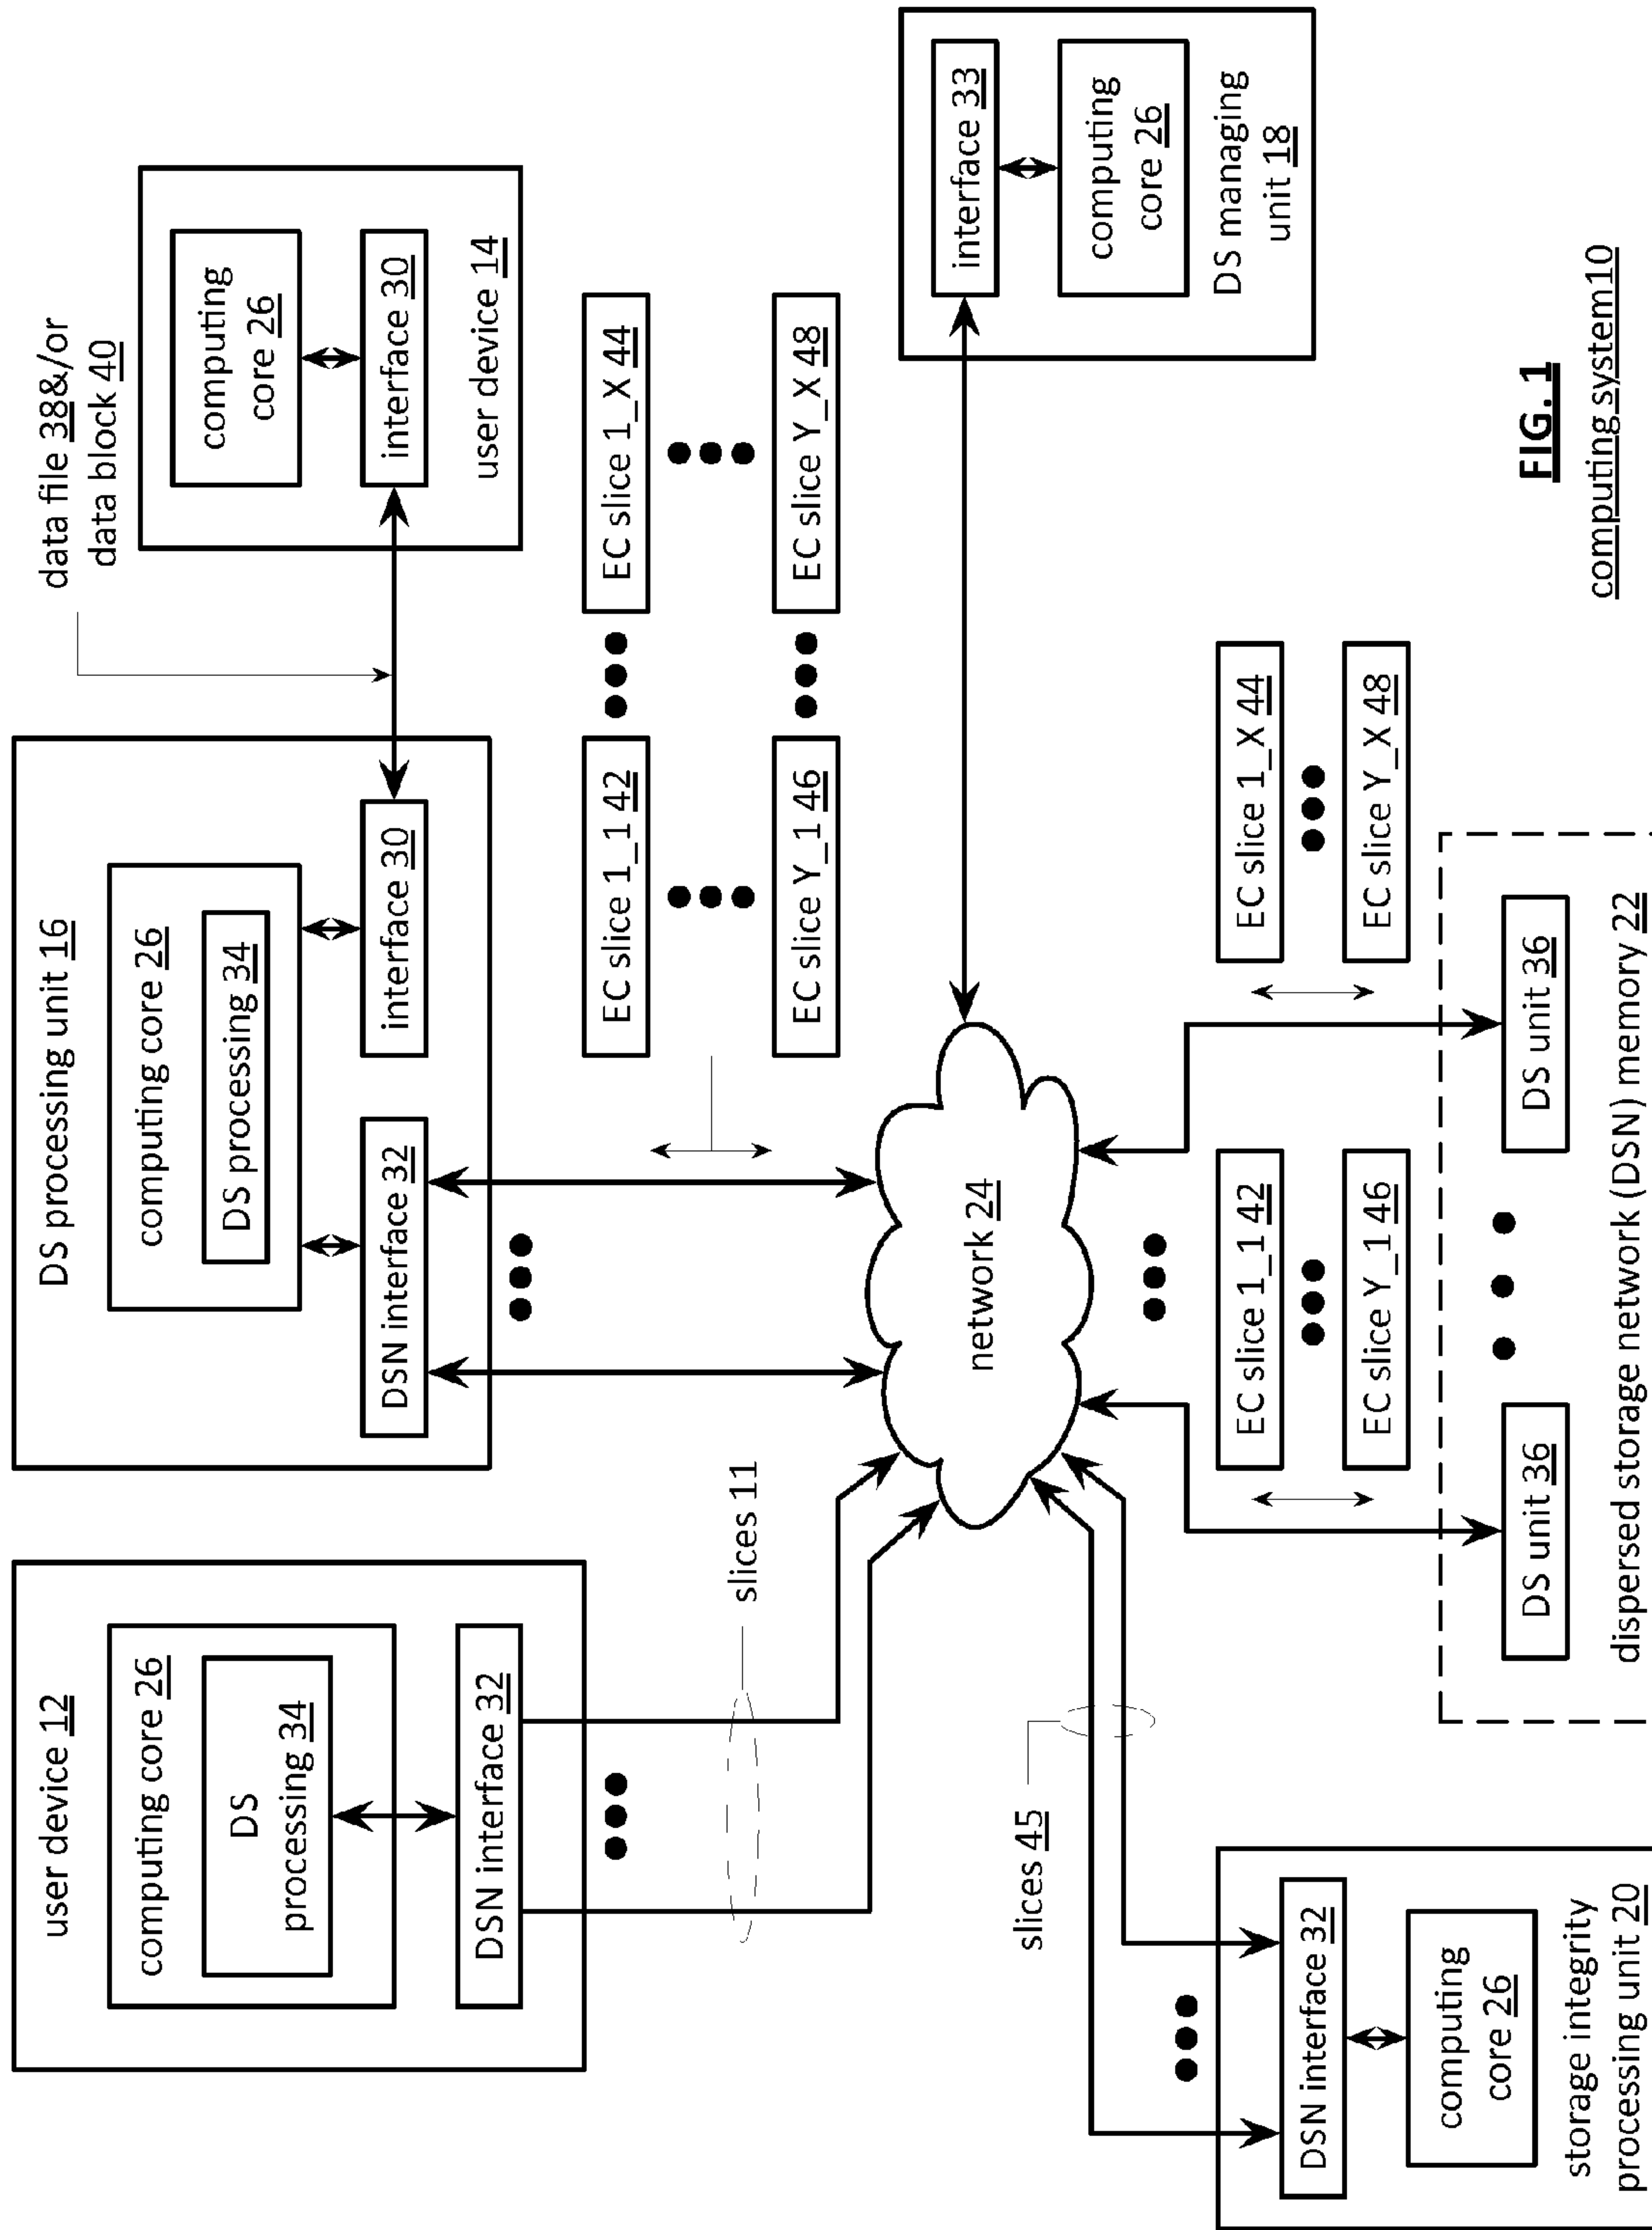 user device 12
computing core 26
DS
processing 34
DSN interface 32
slices 11
DS processing unit 16
computing core 26
DS processing 34
DSN interface 32
interface 30
data file 38&/or
data block 40
computing
core 26
interface 30
user device 14
EC slice 1_1 42
EC slice 1_X 44
EC slice Y_1 46
EC slice Y_X 48
network 24
interface 33
computing
core 26
DS managing
unit 18
slices 45
DSN interface 32
computing
core 26
storage integrity
processing unit 20
EC slice 1_1 42
EC slice Y_1 46
EC slice 1_X 44
EC slice Y_X 48
DS unit 36
DS unit 36
dispersed storage network (DSN) memory 22
FIG. 1
computing system10